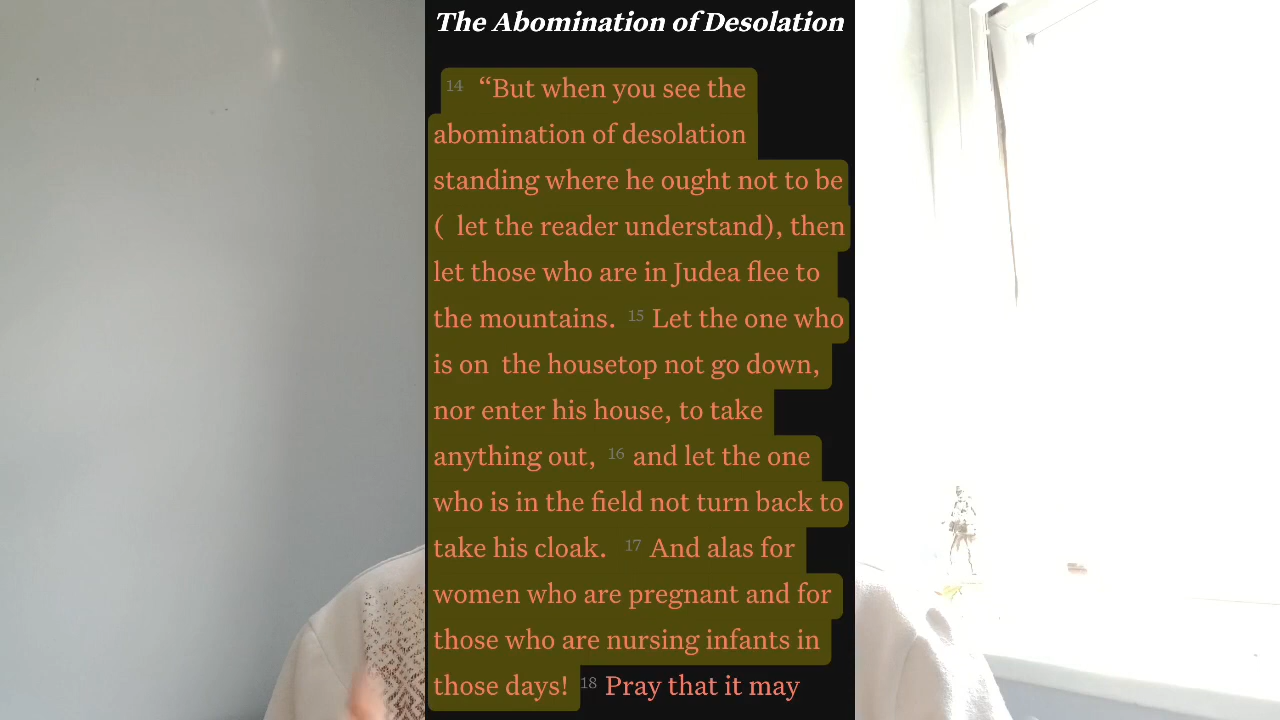 The Abomination of Desolation
14 “But when you see the
abomination of desolation
standing where he ought not to be
( let the reader understand), then
let those who are in Judea flee to
the mountains. 15 Let the one who
is on the housetop not go down,
nor enter his house, to take
anything out, 16 and let the one
who is in the field not turn back to
take his cloak. 17 And alas for
women who are pregnant and for
those who are nursing infants in
those days! 18 Pray that it may